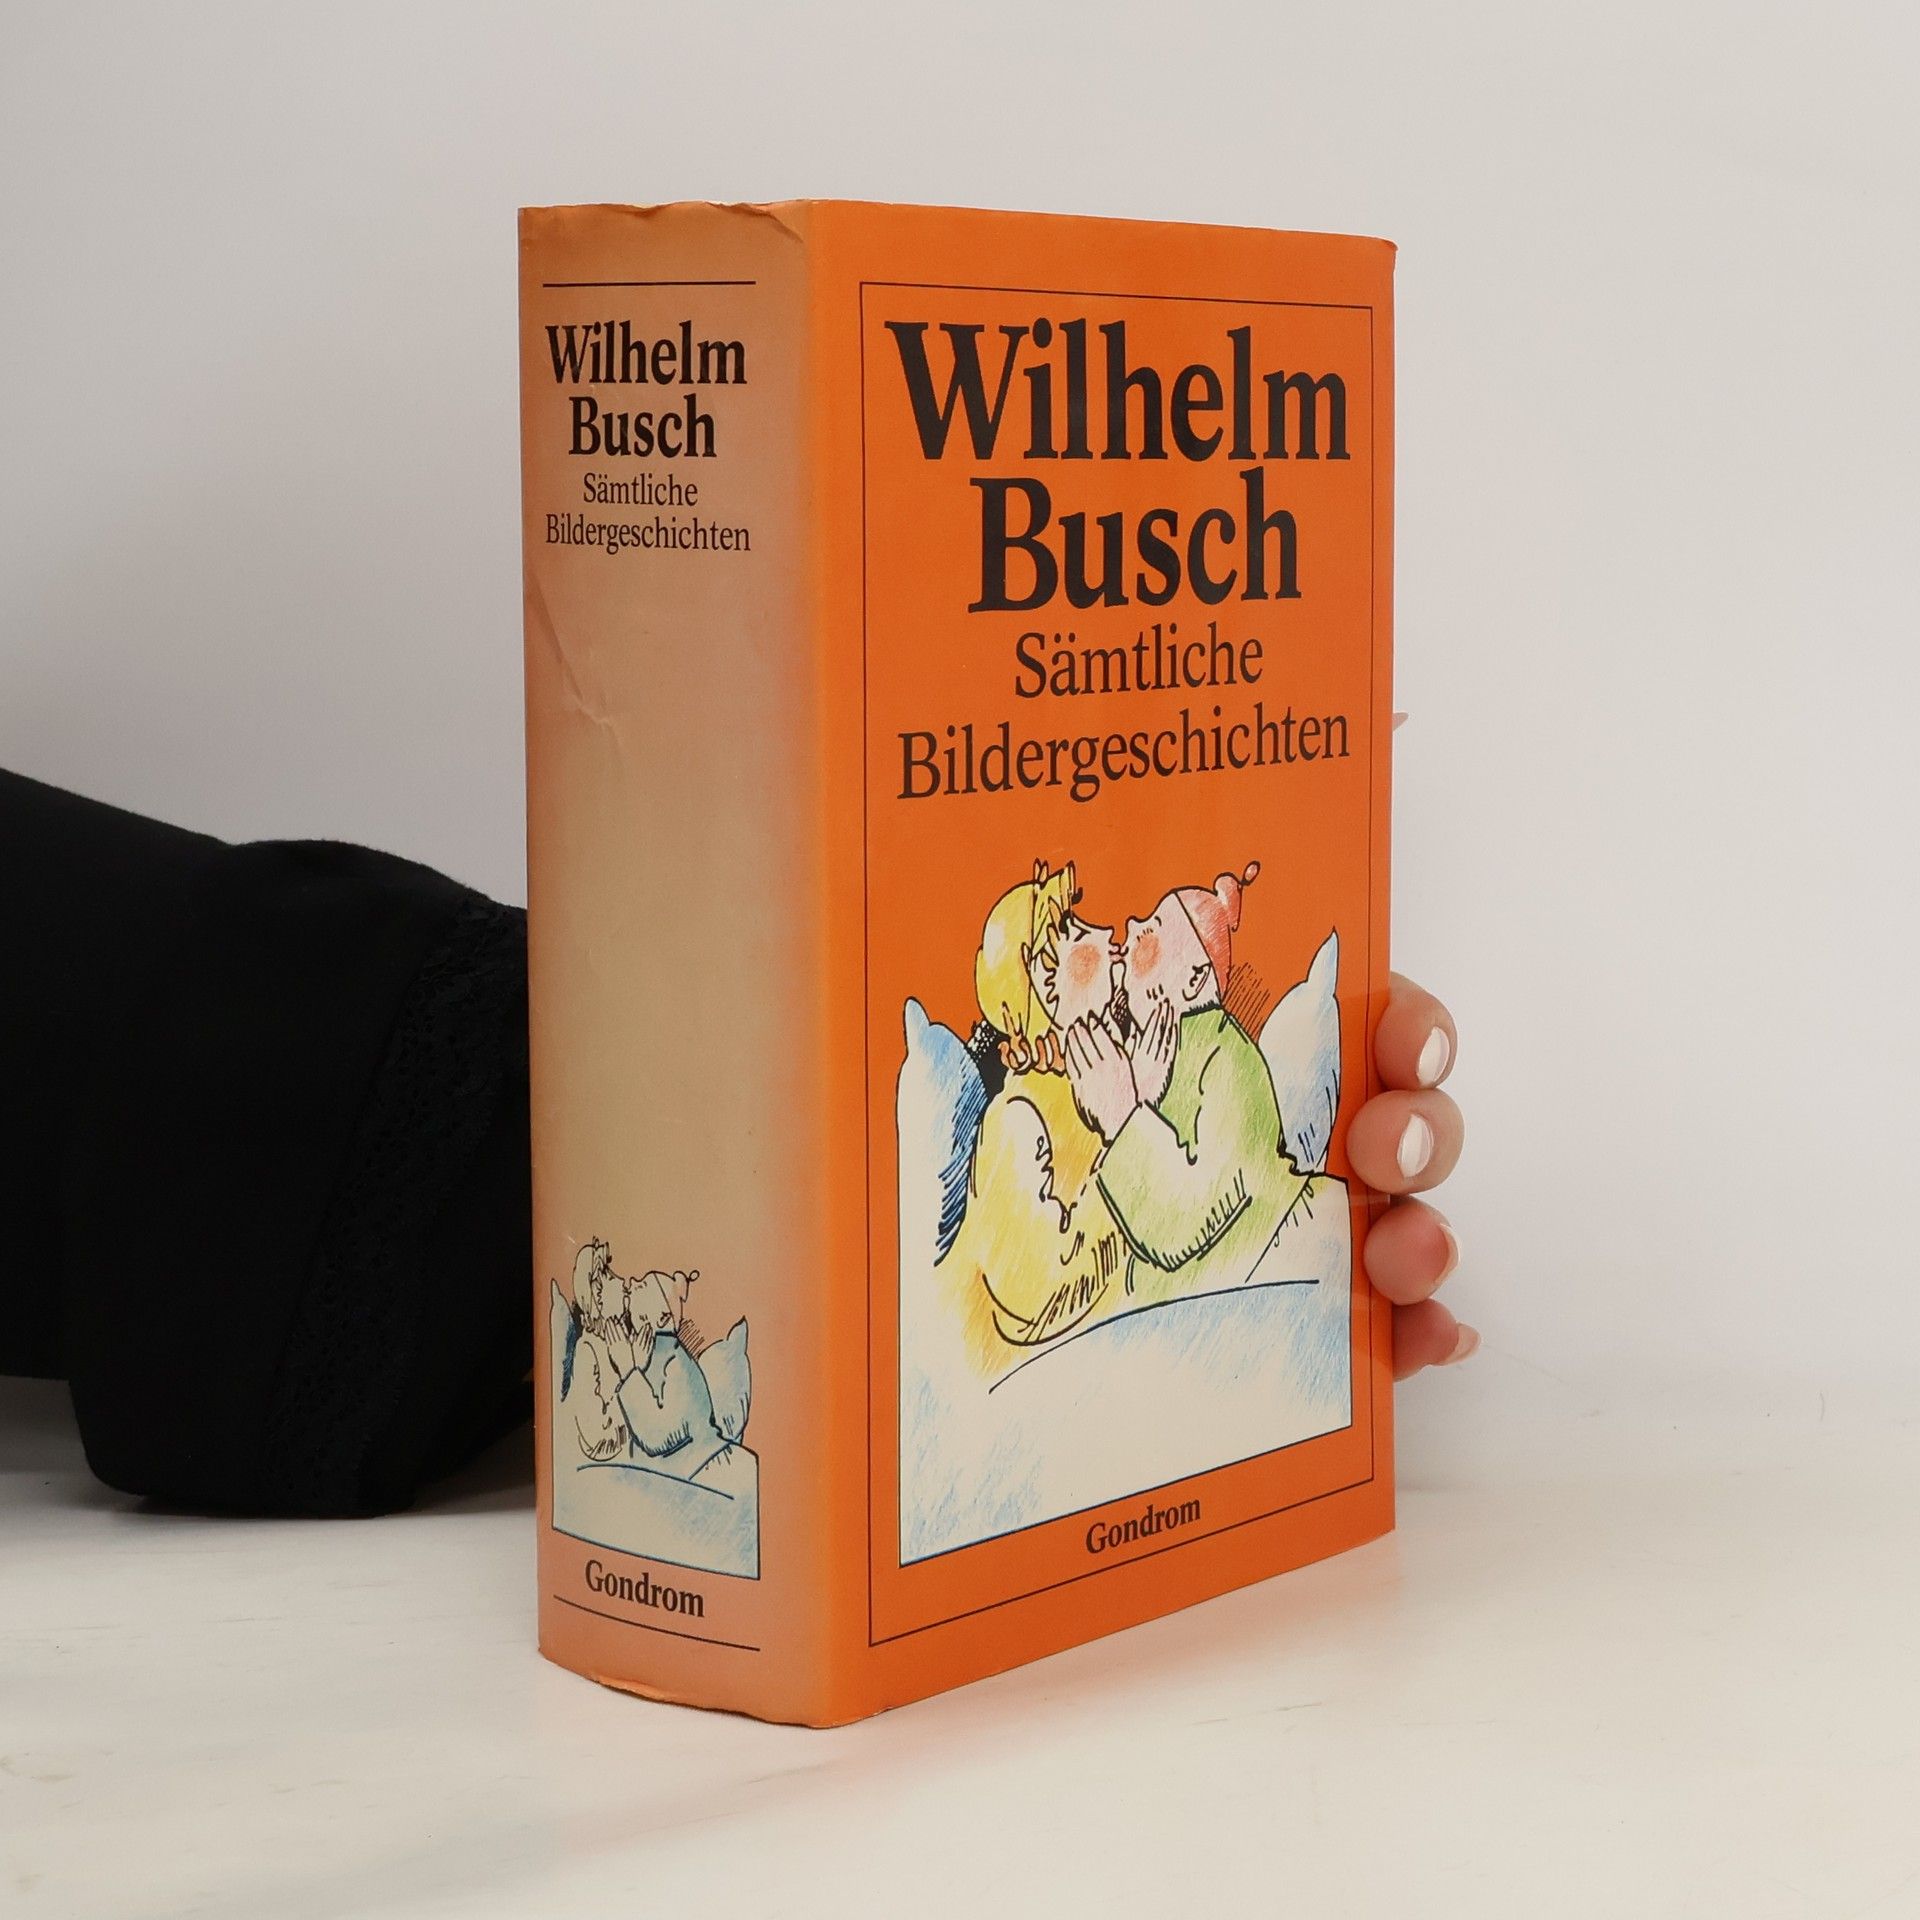 Wilhelm
Busch
Sämtliche
Bildergeschichten
Gondrom
Wilhelm
Busch
Sämtliche
Bildergeschichten
Gondrom